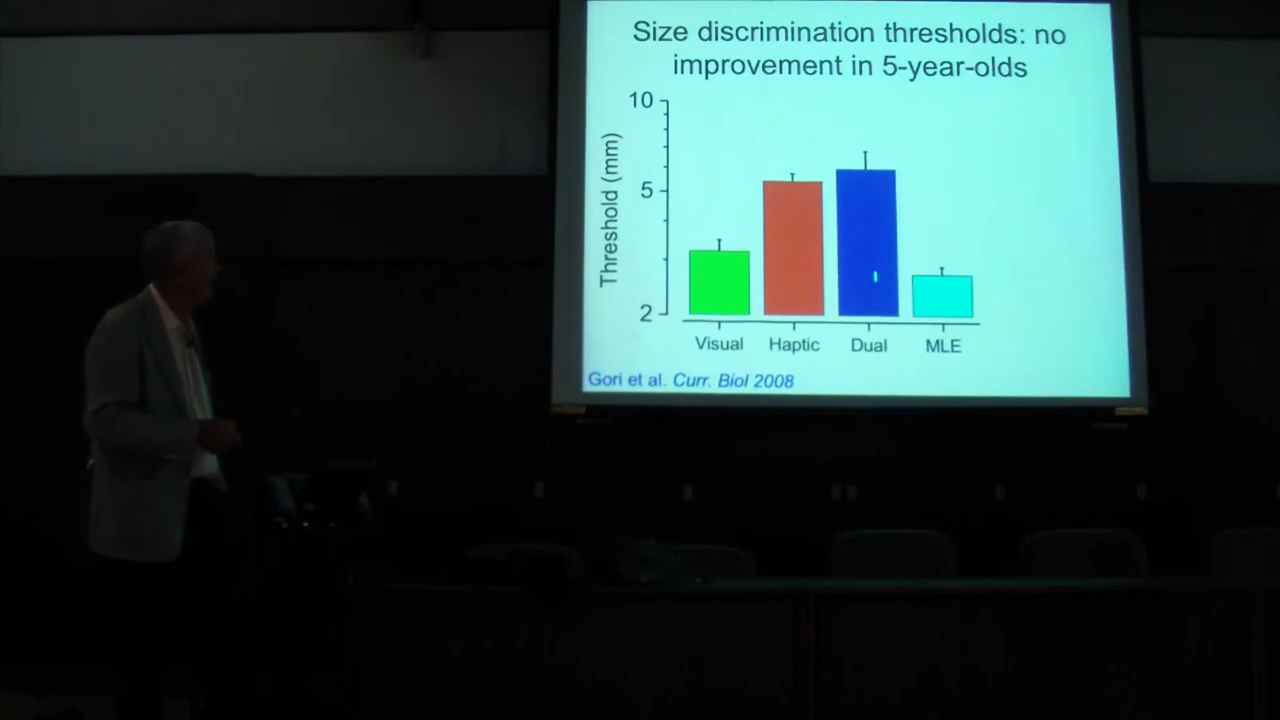 Size discrimination thresholds: no
improvement in 5-year-olds
10
5
2
Threshold (mm)
Visual Haptic Dual MLE
Gori et al. Curr. Biol 2008